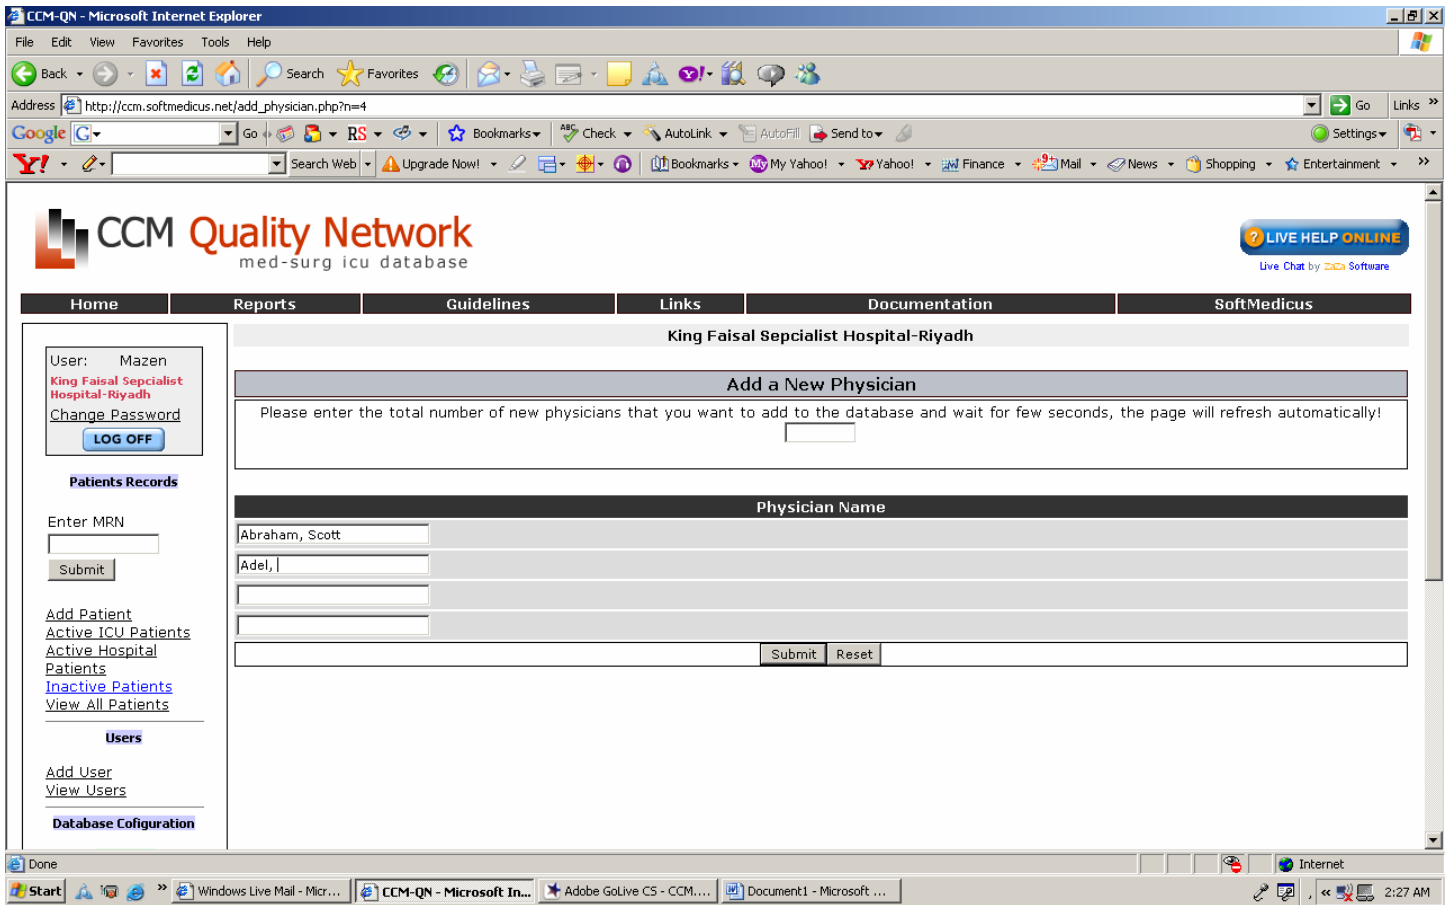 CCM-QN - Microsoft Internet Explorer
File Edit View Favorites Tools Help
Back Search Favorites
Address http://ccm.softmedicus.net/add_physician.php?n=4 Go Links »
Google G Go RS Bookmarks ABC Check AutoLink AutoFill Send to Settings
Y! Search Web Upgrade Now! Bookmarks My My Yahoo! Y? Yahoo! Finance 9+ Mail News Shopping Entertainment »
CCM Quality Network
med-surg icu database
? LIVE HELP ONLINE
Live Chat by ZaZa Software
Home Reports Guidelines Links Documentation SoftMedicus
User: Mazen
King Faisal Sepcialist
Hospital-Riyadh
Change Password
LOG OFF
Patients Records
Enter MRN
Submit
Add Patient
Active ICU Patients
Active Hospital
Patients
Inactive Patients
View All Patients
Users
Add User
View Users
Database Cofiguration
King Faisal Sepcialist Hospital-Riyadh
Add a New Physician
Please enter the total number of new physicians that you want to add to the database and wait for few seconds, the page will refresh automatically!
Physician Name
Abraham, Scott
Adel,
Submit Reset
Done Internet
Start » Windows Live Mail - Micr... CCM-QN - Microsoft In... Adobe GoLive CS - CCM.... Document1 - Microsoft ... « 2:27 AM